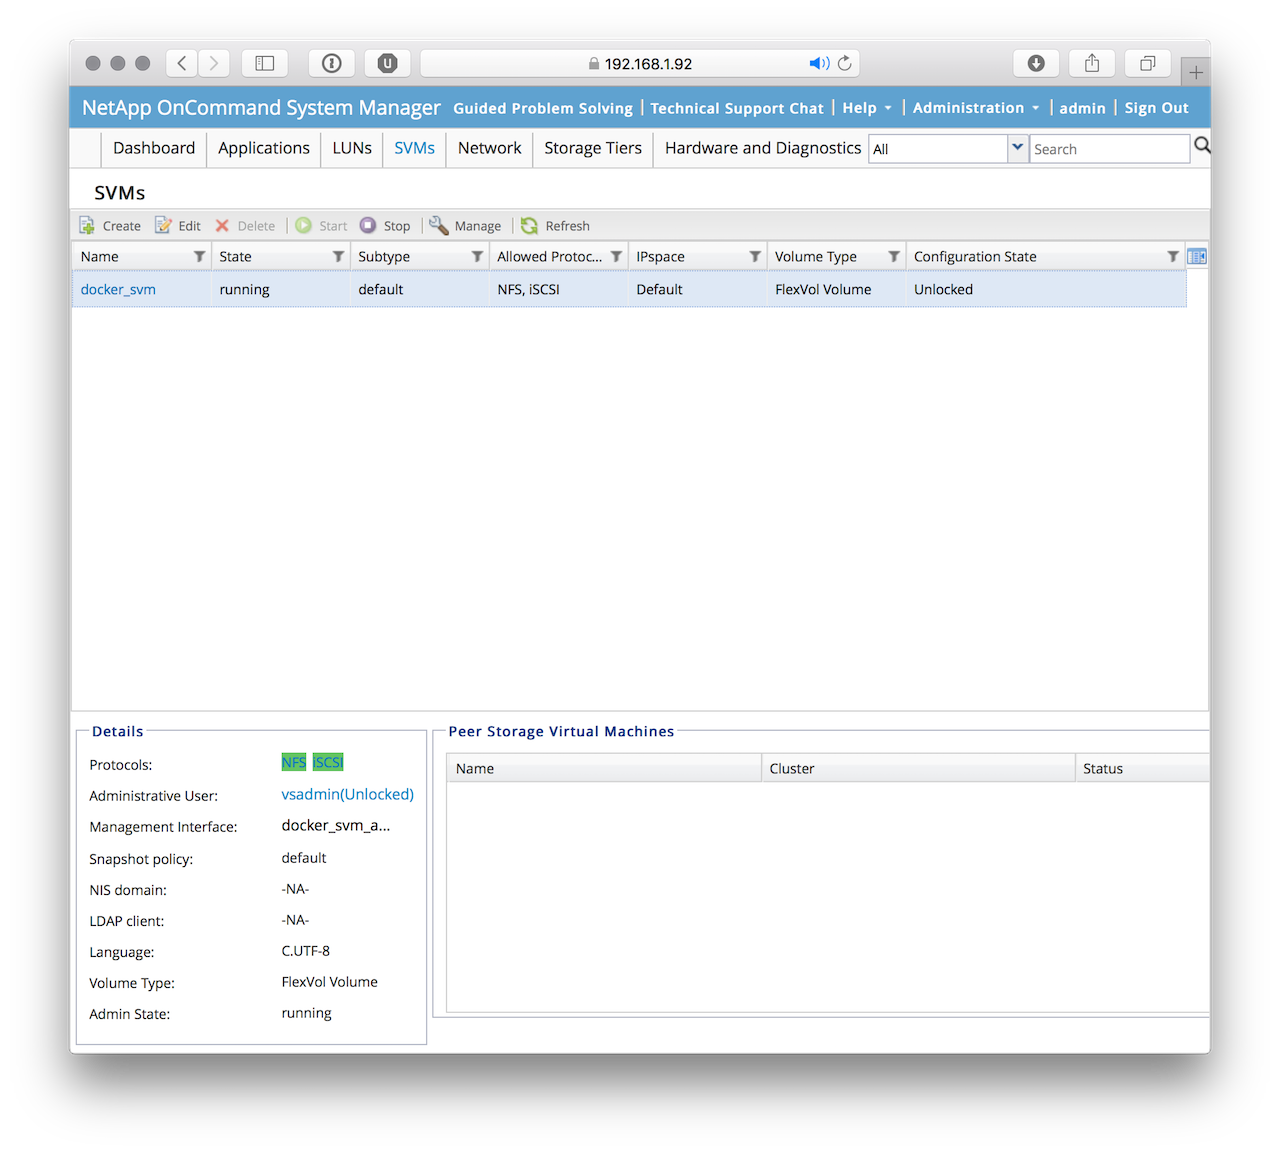 192.168.1.92
NetApp OnCommand System Manager Guided Problem Solving | Technical Support Chat | Help | Administration | admin | Sign Out
Dashboard Applications LUNs SVMs Network Storage Tiers Hardware and Diagnostics All Search
SVMs
Create Edit Delete Start Stop Manage Refresh
Name State Subtype Allowed Protoc... IPspace Volume Type Configuration State
docker_svm running default NFS, iSCSI Default FlexVol Volume Unlocked
Details
Protocols: NFS iSCSI
Administrative User: vsadmin(Unlocked)
Management Interface: docker_svm_a...
Snapshot policy: default
NIS domain: -NA-
LDAP client: -NA-
Language: C.UTF-8
Volume Type: FlexVol Volume
Admin State: running
Peer Storage Virtual Machines
Name Cluster Status